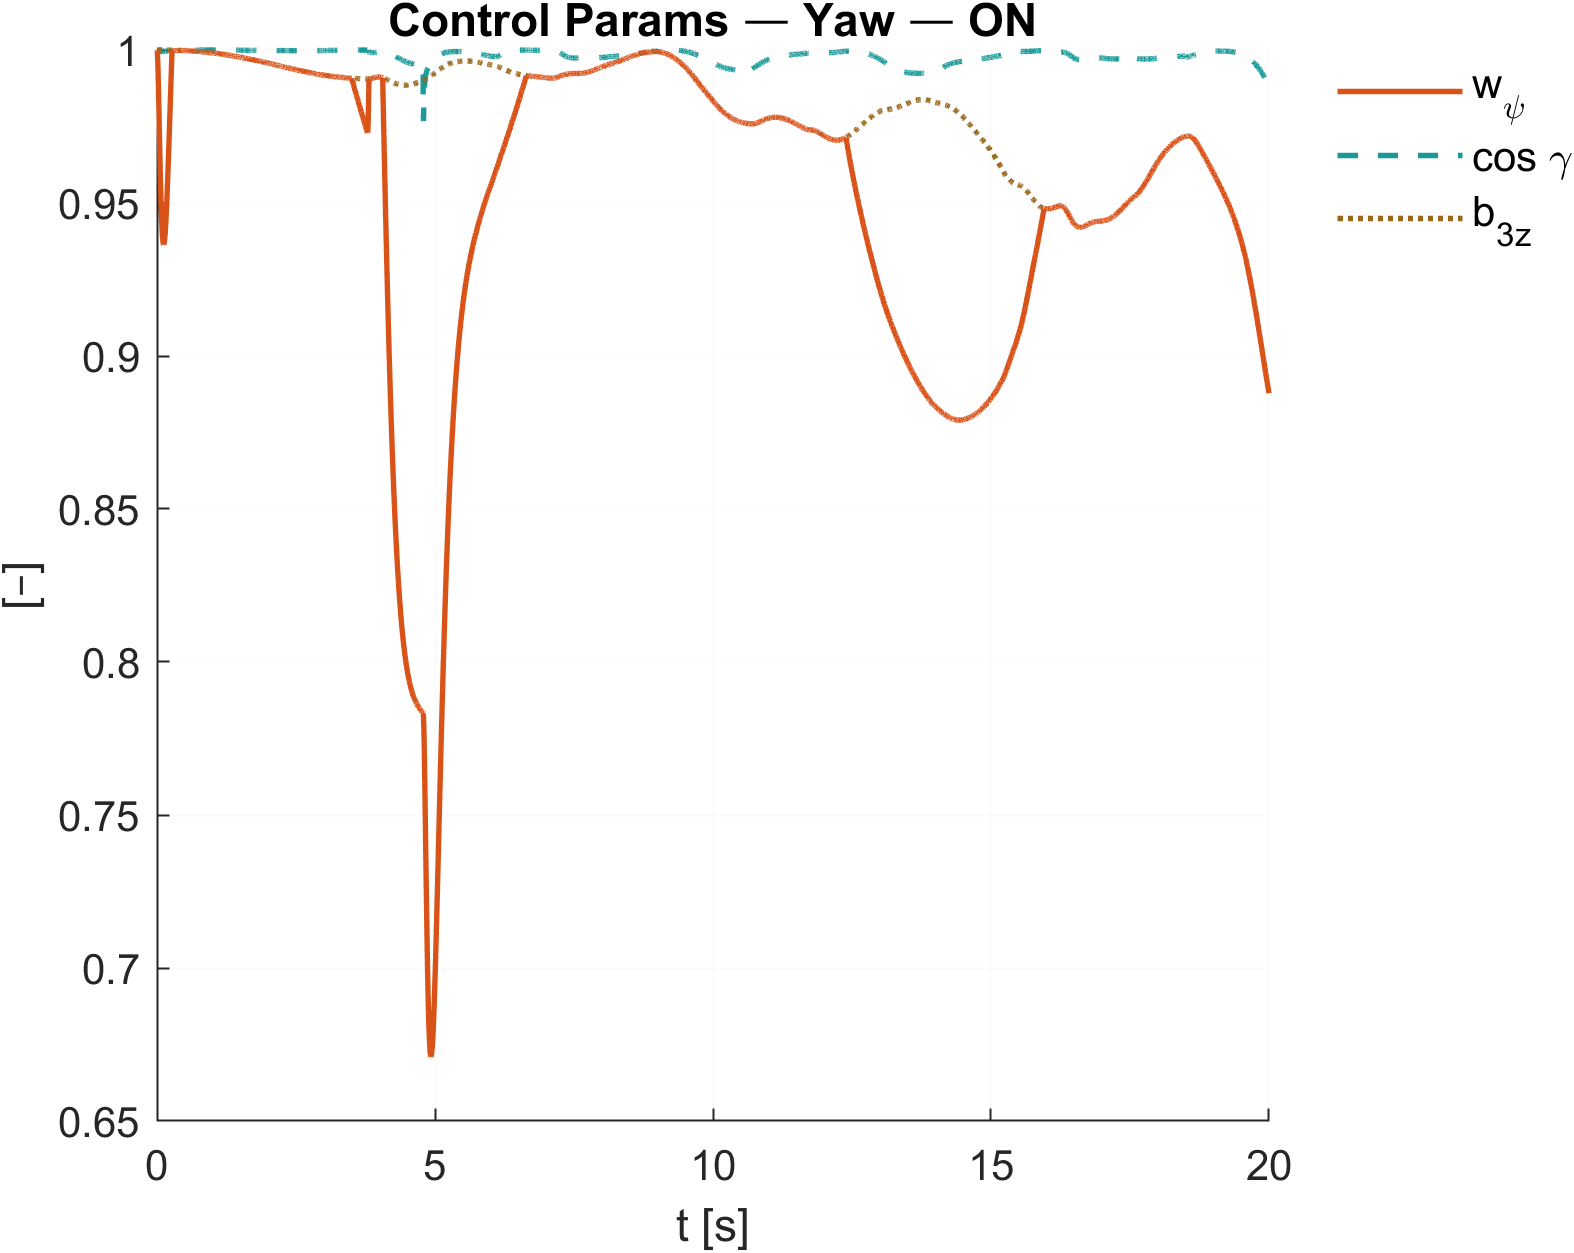 Control Params — Yaw — ON
1
0.95
0.9
0.85
0.8
0.75
0.7
0.65
[–]
0 5 10 15 20
t [s]
w_ψ
cos γ
b_3z